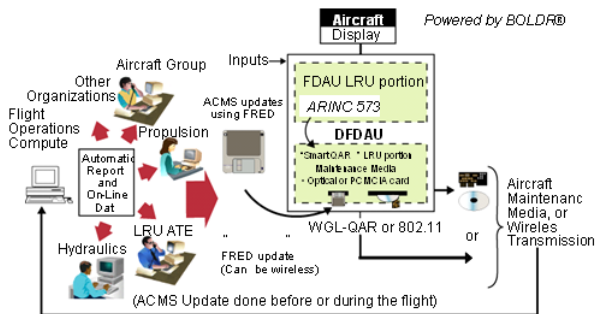 Aircraft
Display
Powered by BOLDR®
Inputs
Aircraft Group
Other
Organizations
Flight
Operations
Compute
Propulsion
ACMS updates
using FRED
FDAU LRU portion
ARINC 573
DFDAU
"SmartQAR " LRU portion
Maintenance Media
Optical or PCMCIA card
Automatic
Report
and
On-Line
Dat
Hydraulics
LRU ATE
" "
FRED update
(Can be wireless)
WGL-QAR or 802.11
or
Aircraft
Maintenanc
Media, or
Wireles
Transmission
(ACMS Update done before or during the flight)